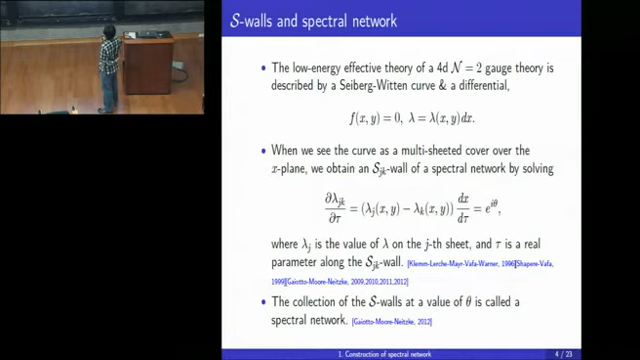 S-walls and spectral network
• The low-energy effective theory of a 4d N = 2 gauge theory is
described by a Seiberg-Witten curve & a differential,
f(x, y) = 0, λ = λ(x, y)dx.
• When we see the curve as a multi-sheeted cover over the
x-plane, we obtain an S_jk-wall of a spectral network by solving
∂λ_jk/∂τ = (λ_j(x, y) − λ_k(x, y)) dx/dτ = e^{iθ},
where λ_j is the value of λ on the j-th sheet, and τ is a real
parameter along the S_jk-wall. [Klemm-Lerche-Mayr-Vafa-Warner, 1996][Shapere-Vafa,
1999][Gaiotto-Moore-Neitzke, 2009,2010,2011,2012]
• The collection of the S-walls at a value of θ is called a
spectral network. [Gaiotto-Moore-Neitzke, 2012]
1. Construction of spectral network
4 / 23